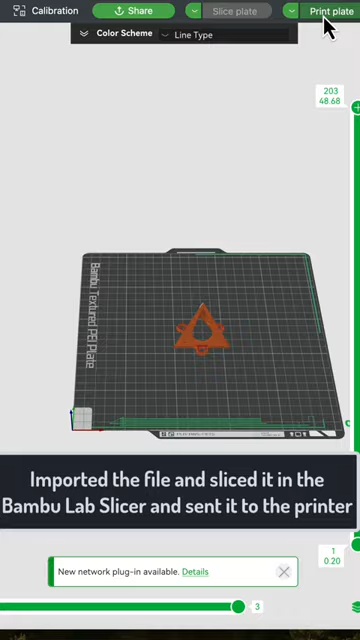 Calibration
Share
Slice plate
Print plate
Color Scheme
Line Type
203
48.68
Bambu Textured PEI Plate
Imported the file and sliced it in the
Bambu Lab Slicer and sent it to the printer
1
0.20
New network plug-in available. Details
3